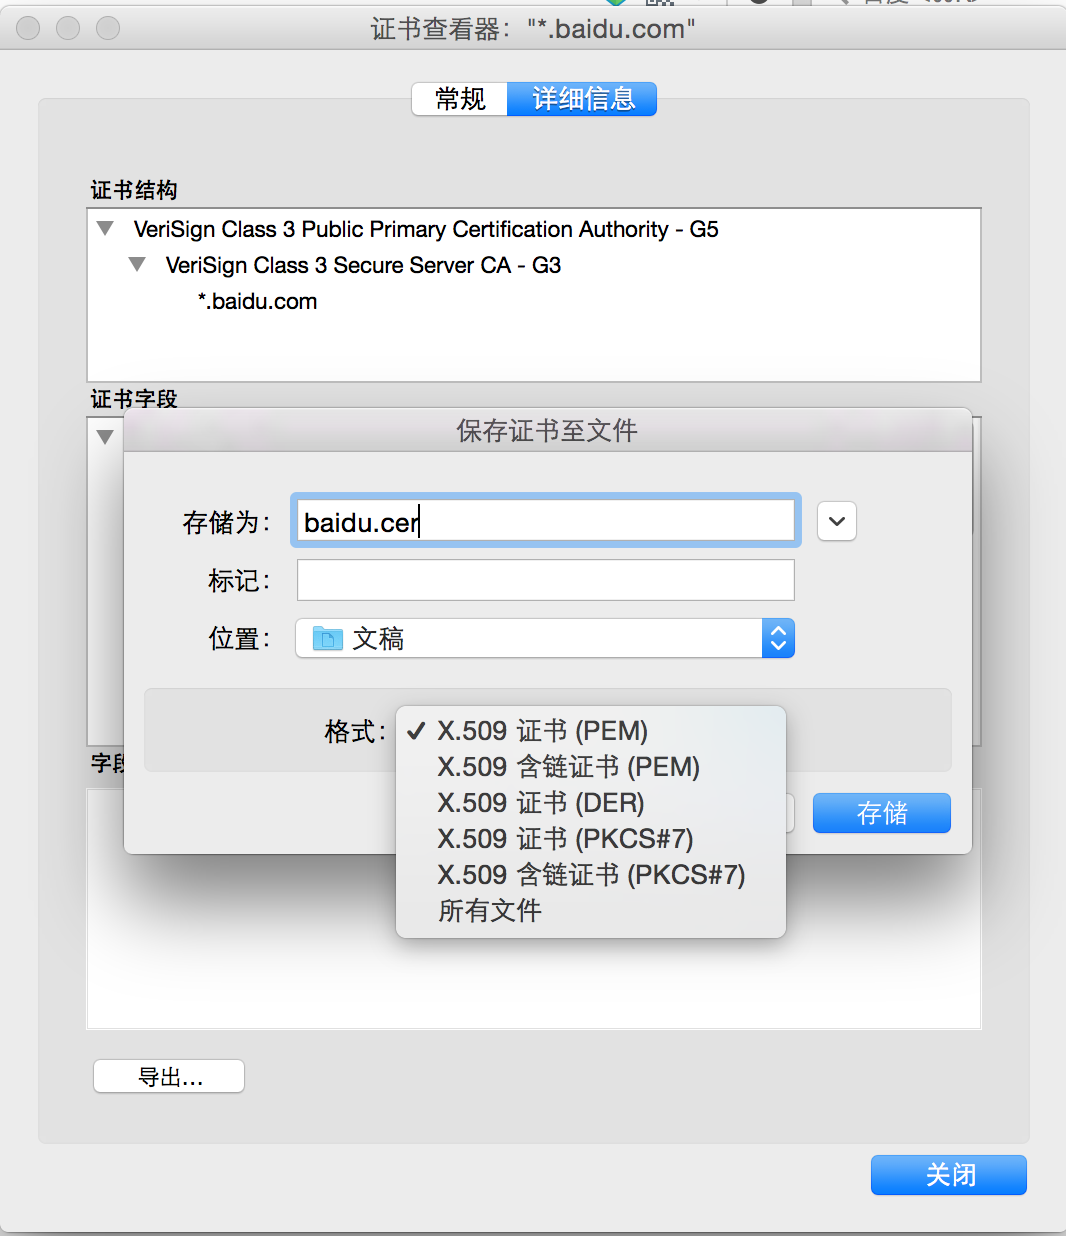 证书查看器："*.baidu.com"
常规 详细信息
证书结构
VeriSign Class 3 Public Primary Certification Authority - G5
VeriSign Class 3 Secure Server CA - G3
*.baidu.com
证书字段
保存证书至文件
存储为： baidu.cer
标记：
位置： 文稿
格式： ✓ X.509 证书 (PEM)
X.509 含链证书 (PEM)
X.509 证书 (DER)
X.509 证书 (PKCS#7)
X.509 含链证书 (PKCS#7)
所有文件
字段
存储
导出...
关闭